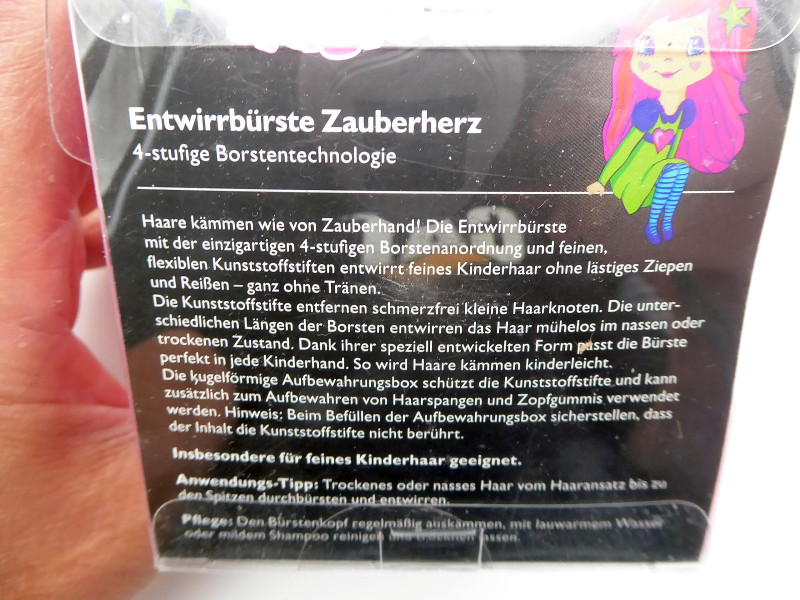 Entwirrbürste Zauberherz
4-stufige Borstentechnologie
Haare kämmen wie von Zauberhand! Die Entwirrbürste
mit der einzigartigen 4-stufigen Borstenanordnung und feinen,
flexiblen Kunststoffstiften entwirrt feines Kinderhaar ohne lästiges Ziepen
und Reißen – ganz ohne Tränen.
Die Kunststoffstifte entfernen schmerzfrei kleine Haarknoten. Die unter-
schiedlichen Längen der Borsten entwirren das Haar mühelos im nassen oder
trockenen Zustand. Dank ihrer speziell entwickelten Form passt die Bürste
perfekt in jede Kinderhand. So wird Haare kämmen kinderleicht.
Die kugelförmige Aufbewahrungsbox schützt die Kunststoffstifte und kann
zusätzlich zum Aufbewahren von Haarspangen und Zopfgummis verwendet
werden. Hinweis: Beim Befüllen der Aufbewahrungsbox sicherstellen, dass
der Inhalt die Kunststoffstifte nicht berührt.
Insbesondere für feines Kinderhaar geeignet.
Anwendungs-Tipp: Trockenes oder nasses Haar vom Haaransatz bis zu
den Spitzen durchbürsten und entwirren.
Pflege: Den Bürstenkopf regelmäßig auskämmen, mit lauwarmem Wasser
oder mildem Shampoo reinigen und trocknen lassen.